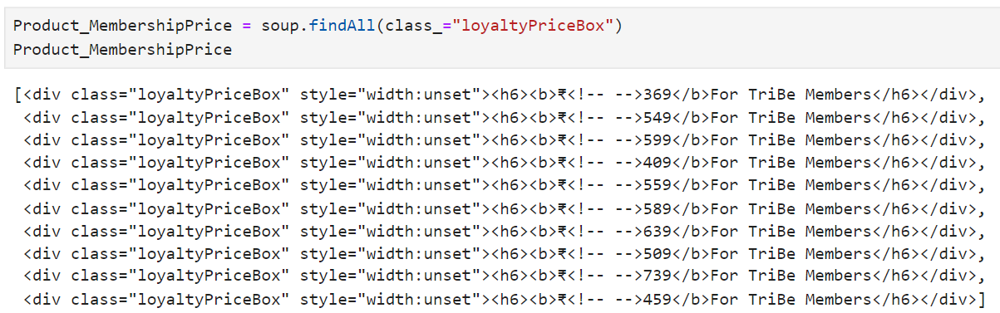 Product_MembershipPrice = soup.findAll(class_="loyaltyPriceBox")
Product_MembershipPrice
[<div class="loyaltyPriceBox" style="width:unset"><h6><b>₹<!-- -->369</b>For TriBe Members</h6></div>,
<div class="loyaltyPriceBox" style="width:unset"><h6><b>₹<!-- -->549</b>For TriBe Members</h6></div>,
<div class="loyaltyPriceBox" style="width:unset"><h6><b>₹<!-- -->599</b>For TriBe Members</h6></div>,
<div class="loyaltyPriceBox" style="width:unset"><h6><b>₹<!-- -->409</b>For TriBe Members</h6></div>,
<div class="loyaltyPriceBox" style="width:unset"><h6><b>₹<!-- -->559</b>For TriBe Members</h6></div>,
<div class="loyaltyPriceBox" style="width:unset"><h6><b>₹<!-- -->589</b>For TriBe Members</h6></div>,
<div class="loyaltyPriceBox" style="width:unset"><h6><b>₹<!-- -->639</b>For TriBe Members</h6></div>,
<div class="loyaltyPriceBox" style="width:unset"><h6><b>₹<!-- -->509</b>For TriBe Members</h6></div>,
<div class="loyaltyPriceBox" style="width:unset"><h6><b>₹<!-- -->739</b>For TriBe Members</h6></div>,
<div class="loyaltyPriceBox" style="width:unset"><h6><b>₹<!-- -->459</b>For TriBe Members</h6></div>]